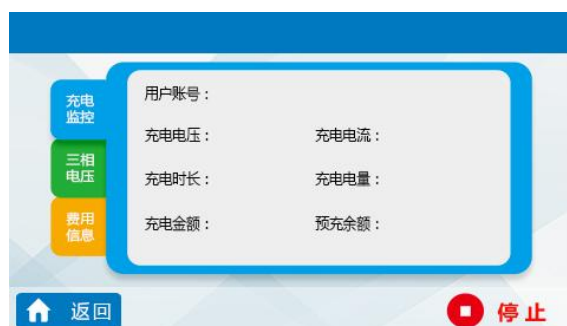 充电
监控
用户账号：
充电电压： 充电电流：
三相
电压
充电时长： 充电电量：
费用
信息
充电金额： 预充余额：
返回 停止